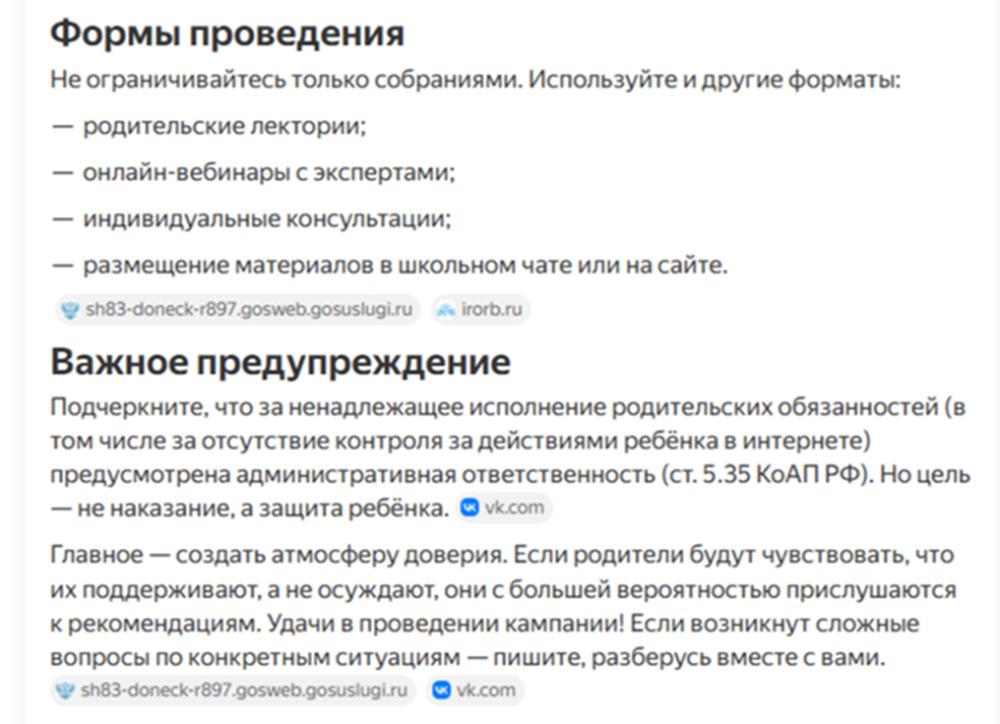 Формы проведения
Не ограничивайтесь только собраниями. Используйте и другие форматы:
— родительские лектории;
— онлайн-вебинары с экспертами;
— индивидуальные консультации;
— размещение материалов в школьном чате или на сайте.
sh83-doneck-r897.gosweb.gosuslugi.ru irorb.ru
Важное предупреждение
Подчеркните, что за ненадлежащее исполнение родительских обязанностей (в
том числе за отсутствие контроля за действиями ребёнка в интернете)
предусмотрена административная ответственность (ст. 5.35 КоАП РФ). Но цель
— не наказание, а защита ребёнка. vk.com
Главное — создать атмосферу доверия. Если родители будут чувствовать, что
их поддерживают, а не осуждают, они с большей вероятностью прислушаются
к рекомендациям. Удачи в проведении кампании! Если возникнут сложные
вопросы по конкретным ситуациям — пишите, разберусь вместе с вами.
sh83-doneck-r897.gosweb.gosuslugi.ru vk.com